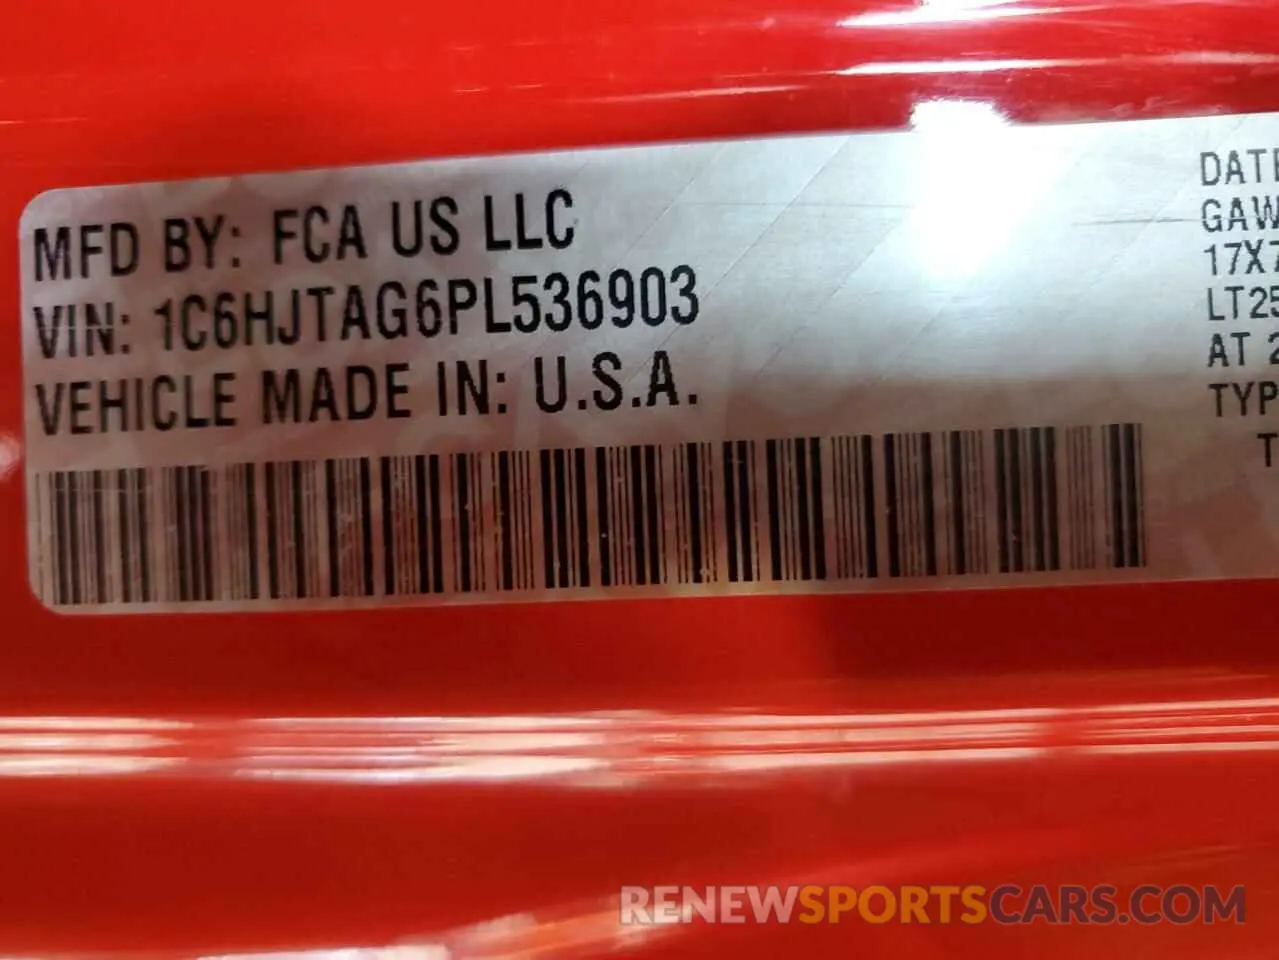 MFD BY: FCA US LLC
VIN: 1C6HJTAG6PL536903
VEHICLE MADE IN: U.S.A.
DATE
GAW
17X7
LT25
AT 2
TYP
T
RENEWSPORTSCARS.COM